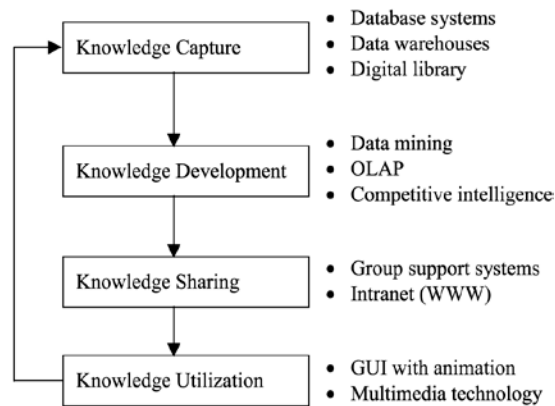 Knowledge Capture
• Database systems
• Data warehouses
• Digital library
Knowledge Development
• Data mining
• OLAP
• Competitive intelligence
Knowledge Sharing
• Group support systems
• Intranet (WWW)
Knowledge Utilization
• GUI with animation
• Multimedia technology